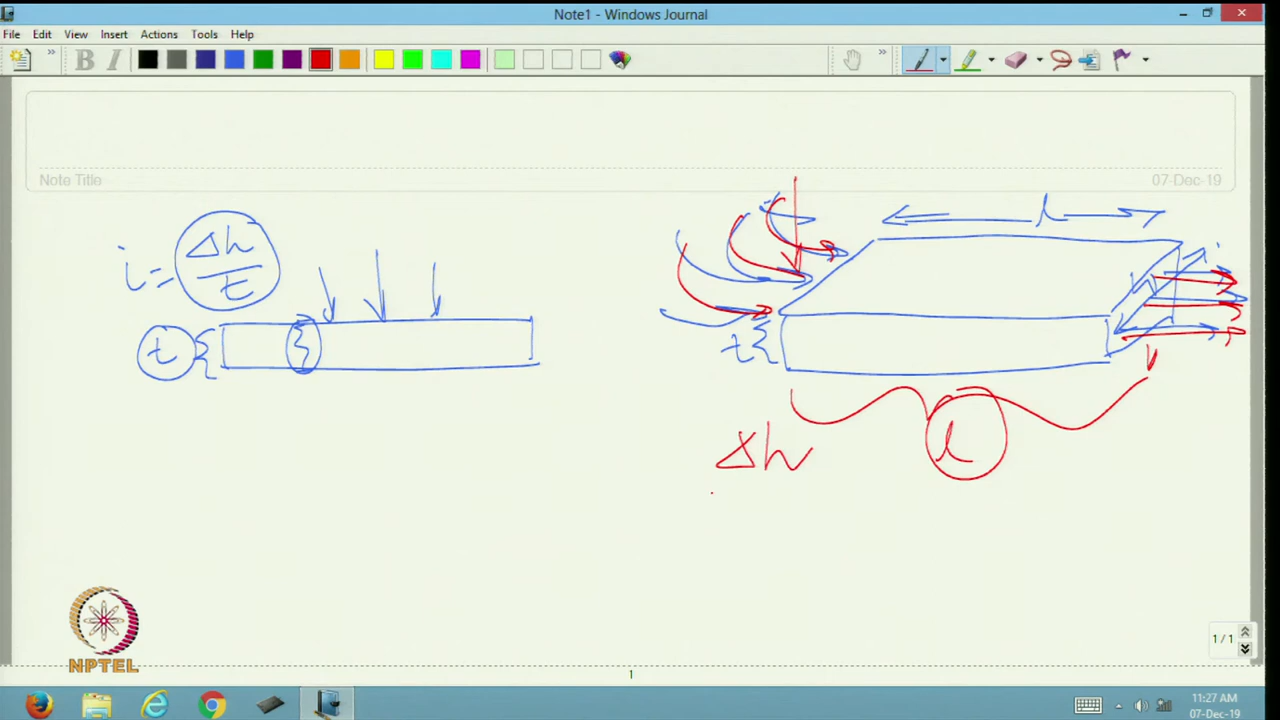 Note1 - Windows Journal
File Edit View Insert Actions Tools Help
B I
Note Title
07-Dec-19
i = Δh
t
t
l
t
l
Δh
NPTEL
1/1
1
11:27 AM
07-Dec-19